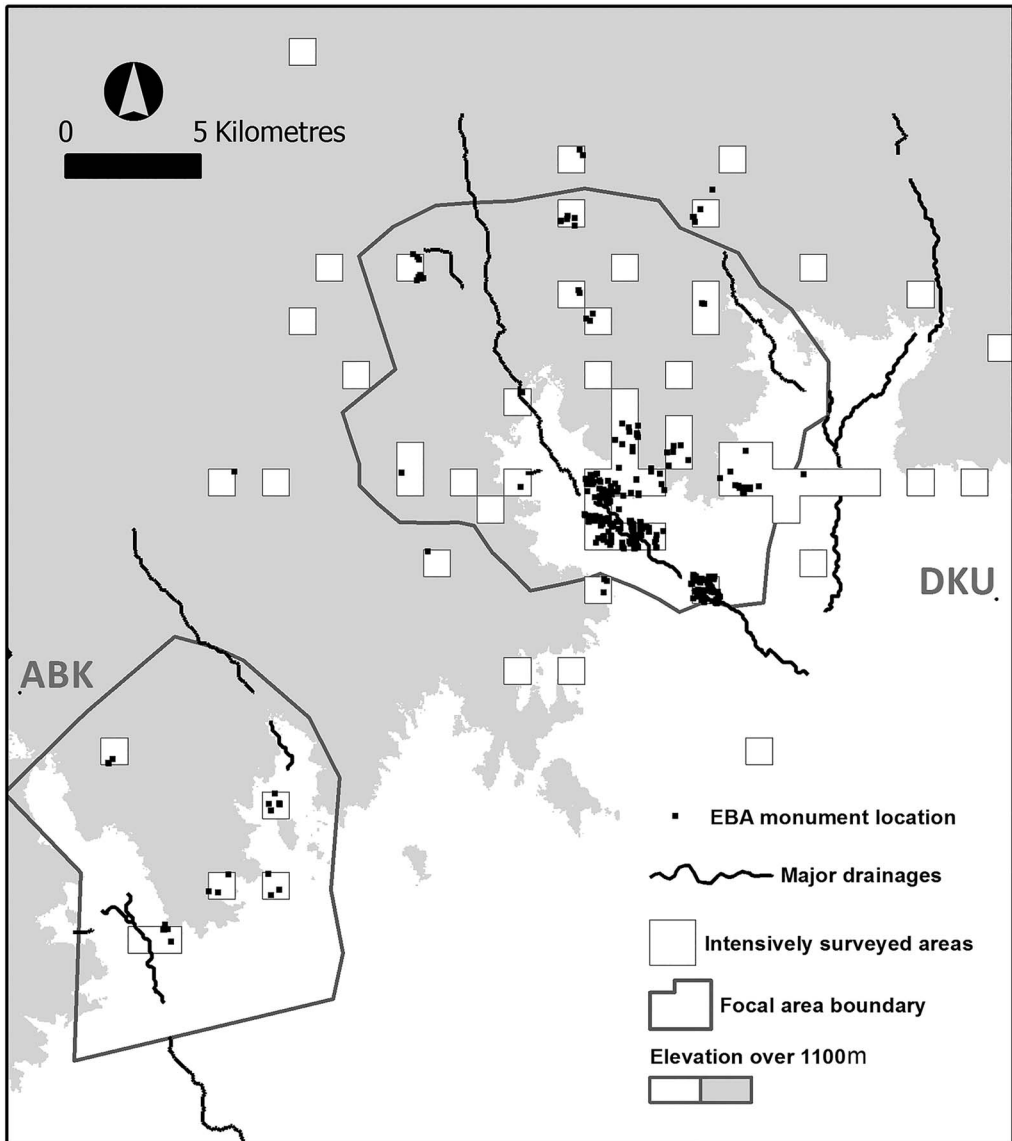 0 5 Kilometres
DKU
ABK
EBA monument location
Major drainages
Intensively surveyed areas
Focal area boundary
Elevation over 1100m